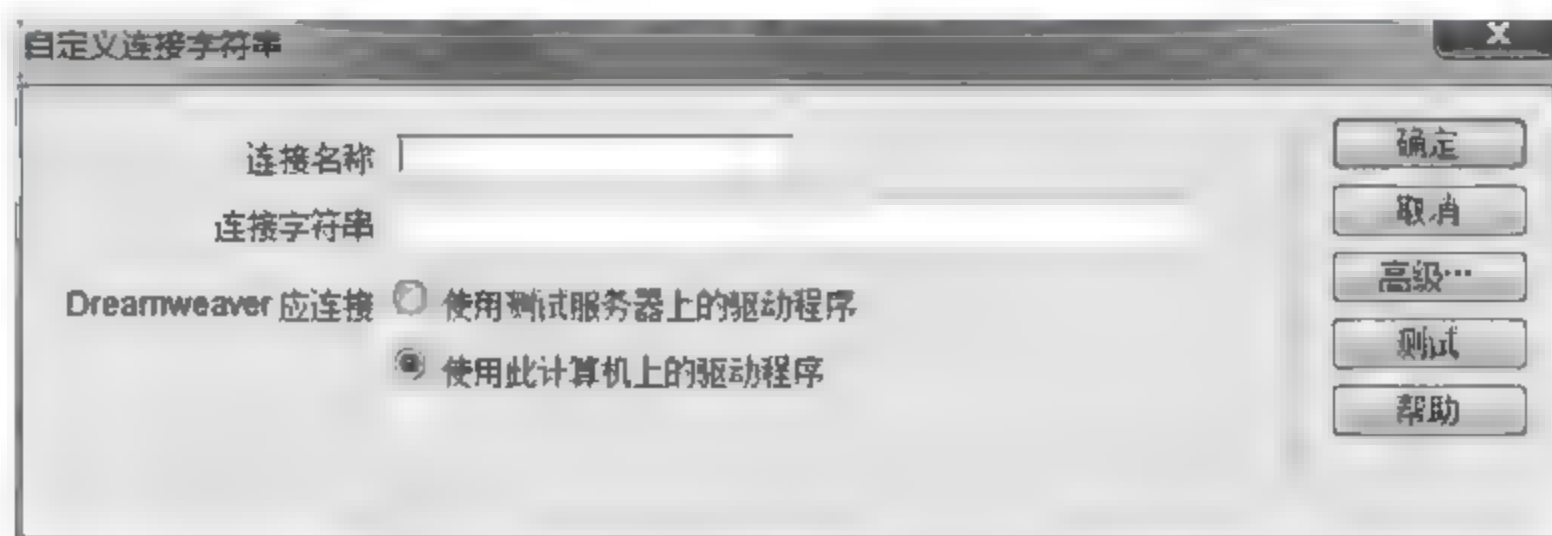 自定义连接字符串
连接名称
确定
连接字符串
取消
高级…
Dreamweaver 应连接 使用测试服务器上的驱动程序
测试
使用此计算机上的驱动程序
帮助